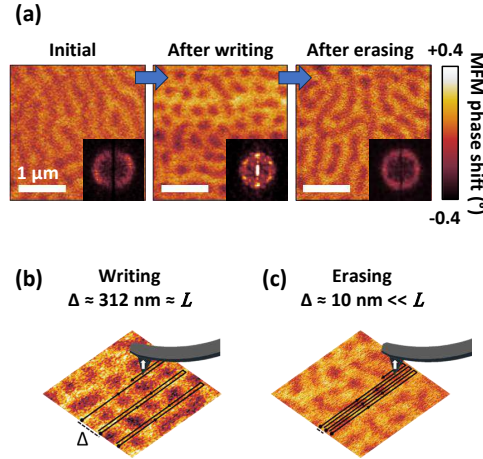 (a)
Initial After writing After erasing
1 μm
+0.4
MFM phase shift (°)
-0.4
(b) Writing
Δ ≈ 312 nm ≈ L
(c) Erasing
Δ ≈ 10 nm << L
Δ